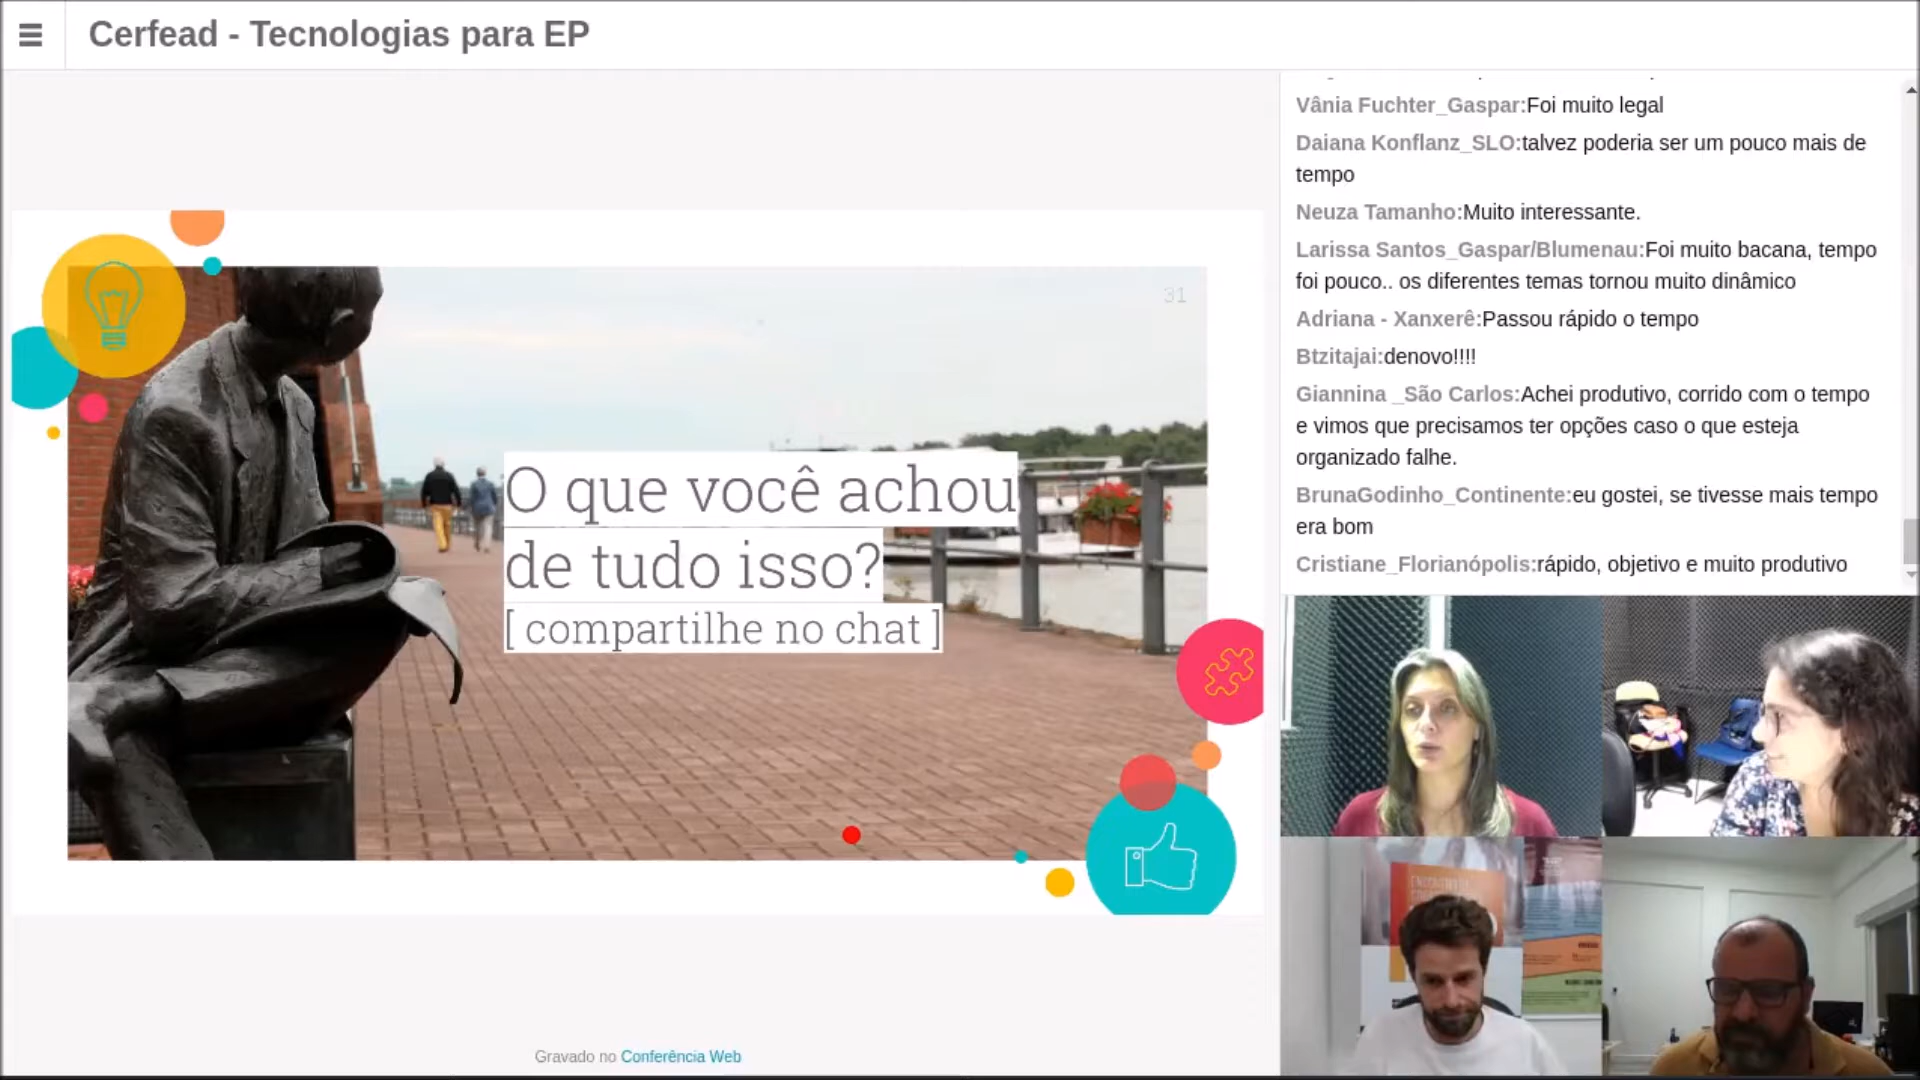 Cerfead - Tecnologias para EP
31
O que você achou
de tudo isso?
[ compartilhe no chat ]
Gravado no Conferência Web
Vânia Fuchter_Gaspar:Foi muito legal
Daiana Konflanz_SLO:talvez poderia ser um pouco mais de
tempo
Neuza Tamanho:Muito interessante.
Larissa Santos_Gaspar/Blumenau:Foi muito bacana, tempo
foi pouco.. os diferentes temas tornou muito dinâmico
Adriana - Xanxerê:Passou rápido o tempo
Btzitajai:denovo!!!!
Giannina _São Carlos:Achei produtivo, corrido com o tempo
e vimos que precisamos ter opções caso o que esteja
organizado falhe.
BrunaGodinho_Continente:eu gostei, se tivesse mais tempo
era bom
Cristiane_Florianópolis:rápido, objetivo e muito produtivo